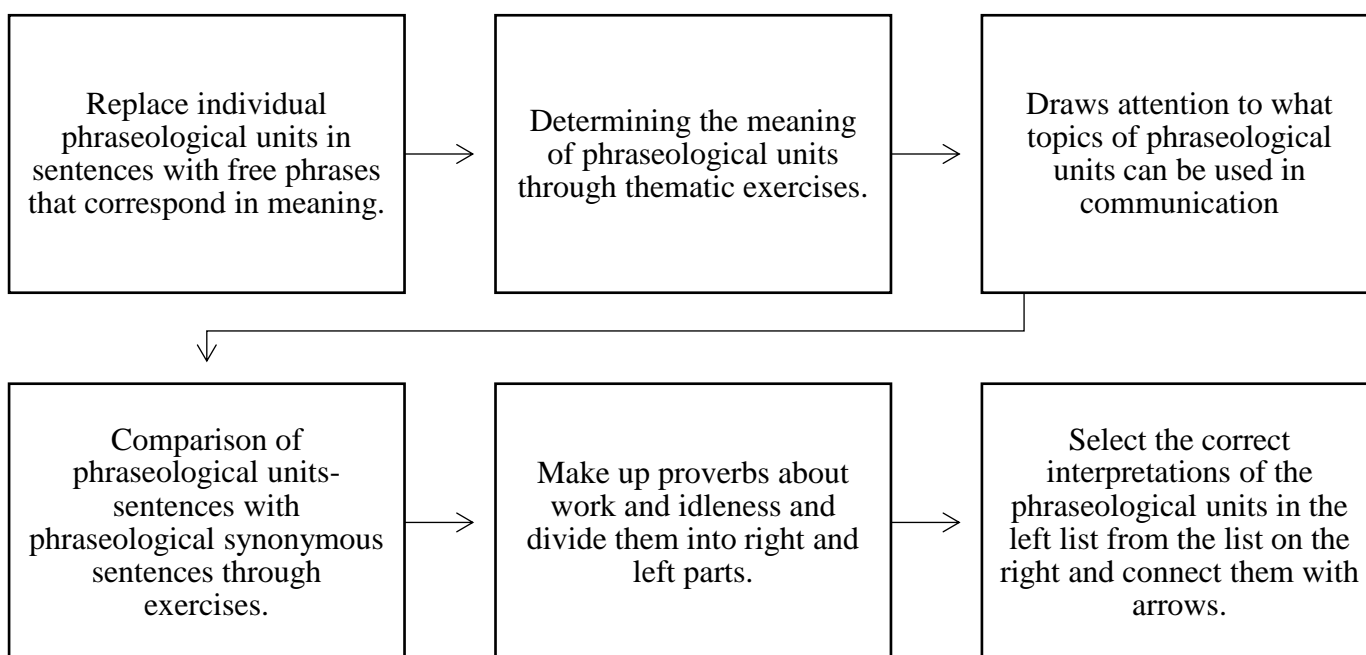 Replace individual
phraseological units in
sentences with free phrases
that correspond in meaning.
Determining the meaning
of phraseological units
through thematic exercises.
Draws attention to what
topics of phraseological
units can be used in
communication
Comparison of
phraseological units-
sentences with
phraseological synonymous
sentences through
exercises.
Make up proverbs about
work and idleness and
divide them into right and
left parts.
Select the correct
interpretations of the
phraseological units in the
left list from the list on the
right and connect them with
arrows.